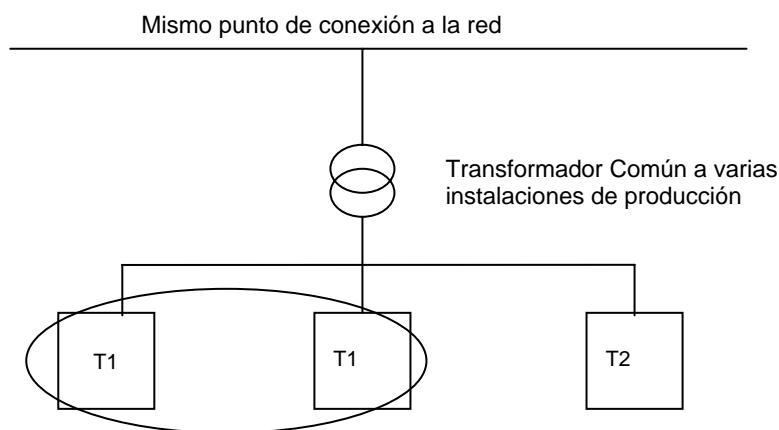 Mismo punto de conexión a la red
Transformador Común a varias
instalaciones de producción
T1
T1
T2